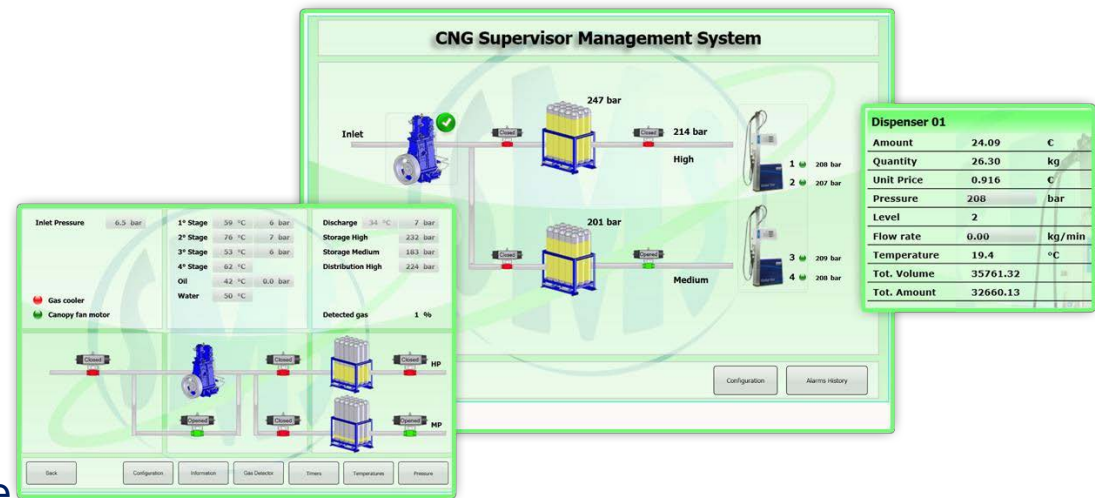 CNG Supervisor Management System
247 bar
Inlet
Closed
Closed
214 bar
High
1 208 bar
2 207 bar
201 bar
Closed
Opened
Medium
3 209 bar
4 208 bar
Configuration
Alarms History
Dispenser 01
Amount 24.09 €
Quantity 26.30 kg
Unit Price 0.916 €
Pressure 208 bar
Level 2
Flow rate 0.00 kg/min
Temperature 19.4 °C
Tot. Volume 35761.32
Tot. Amount 32660.13
Inlet Pressure 6.5 bar
1° Stage 59 °C 6 bar
2° Stage 76 °C 7 bar
3° Stage 53 °C 6 bar
4° Stage 62 °C
Oil 42 °C 0.0 bar
Water 50 °C
Discharge 34 °C 7 bar
Storage High 232 bar
Storage Medium 183 bar
Distribution High 224 bar
Gas cooler
Canopy fan motor
Detected gas 1 %
Closed
Closed
Closed
HP
Opened
Closed
Opened
MP
Back
Configuration
Information
Gas Detector
Timers
Temperatures
Pressure
e